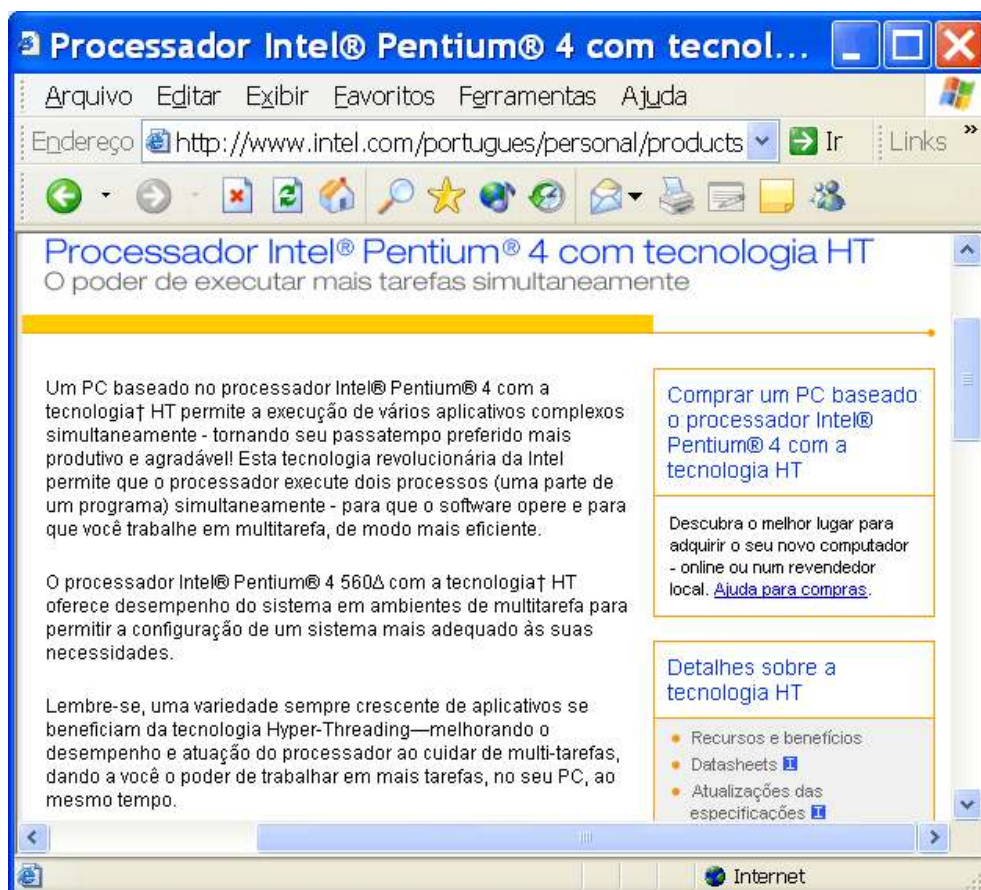 Processador Intel® Pentium® 4 com tecnol...
Arquivo Editar Exibir Favoritos Ferramentas Ajuda
Endereço http://www.intel.com/portugues/personal/products Ir Links »
Processador Intel® Pentium® 4 com tecnologia HT
O poder de executar mais tarefas simultaneamente
Um PC baseado no processador Intel® Pentium® 4 com a
tecnologia† HT permite a execução de vários aplicativos complexos
simultaneamente - tornando seu passatempo preferido mais
produtivo e agradável! Esta tecnologia revolucionária da Intel
permite que o processador execute dois processos (uma parte de
um programa) simultaneamente - para que o software opere e para
que você trabalhe em multitarefa, de modo mais eficiente.
O processador Intel® Pentium® 4 560Δ com a tecnologia† HT
oferece desempenho do sistema em ambientes de multitarefa para
permitir a configuração de um sistema mais adequado às suas
necessidades.
Lembre-se, uma variedade sempre crescente de aplicativos se
beneficiam da tecnologia Hyper-Threading—melhorando o
desempenho e atuação do processador ao cuidar de multi-tarefas,
dando a você o poder de trabalhar em mais tarefas, no seu PC, ao
mesmo tempo.
Comprar um PC baseado
o processador Intel®
Pentium® 4 com a
tecnologia HT
Descubra o melhor lugar para
adquirir o seu novo computador
- online ou num revendedor
local. Ajuda para compras.
Detalhes sobre a
tecnologia HT
Recursos e benefícios
Datasheets
Atualizações das
especificações
Internet